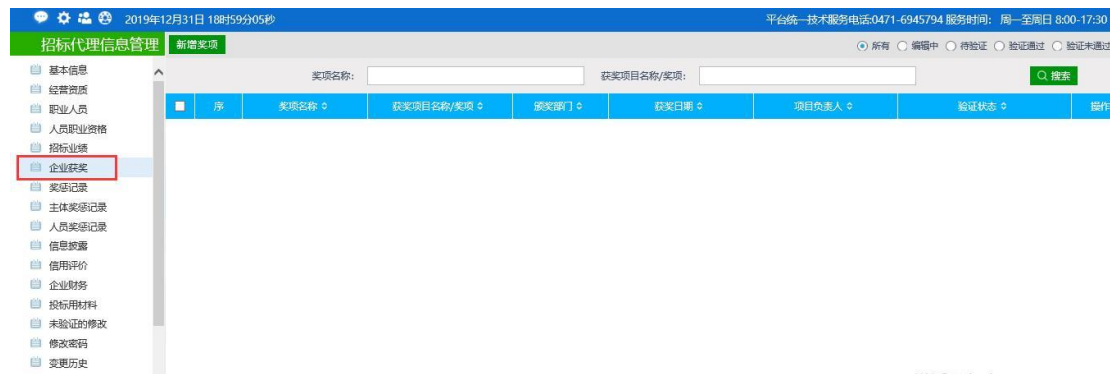 2019年12月31日 18时59分05秒 平台统一技术服务电话:0471-6945794 服务时间: 周一至周日 8:00-17:30
招标代理信息管理 新增奖项 所有 编辑中 待验证 验证通过 验证未通过
基本信息
奖项名称: 获奖项目名称/奖项: 搜索
经营资质
序 奖项名称 获奖项目名称/奖项 颁奖部门 获奖日期 项目负责人 验证状态 操作
职业人员
人员职业资格
招标业绩
企业获奖
奖惩记录
主体奖惩记录
人员奖惩记录
信息披露
信用评价
企业财务
投标用材料
未验证的修改
修改密码
变更历史